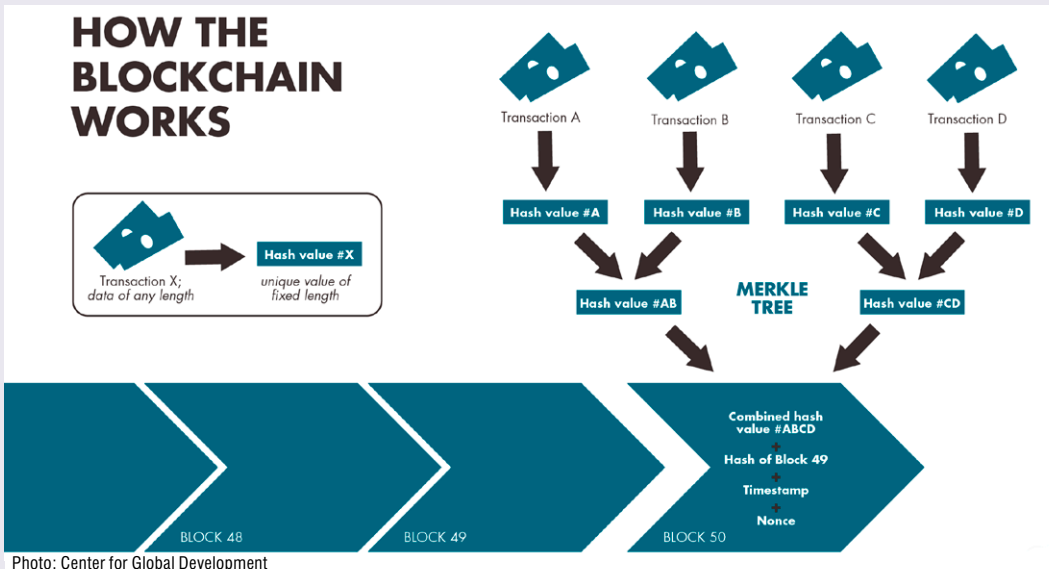 HOW THE
BLOCKCHAIN
WORKS
Transaction A
Transaction B
Transaction C
Transaction D
Hash value #A
Hash value #B
Hash value #C
Hash value #D
Hash value #X
Transaction X;
data of any length
unique value of
fixed length
Hash value #AB
MERKLE
TREE
Hash value #CD
Combined hash
value #ABCD
+
Hash of Block 49
+
Timestamp
+
Nonce
BLOCK 48
BLOCK 49
BLOCK 50
Photo: Center for Global Development